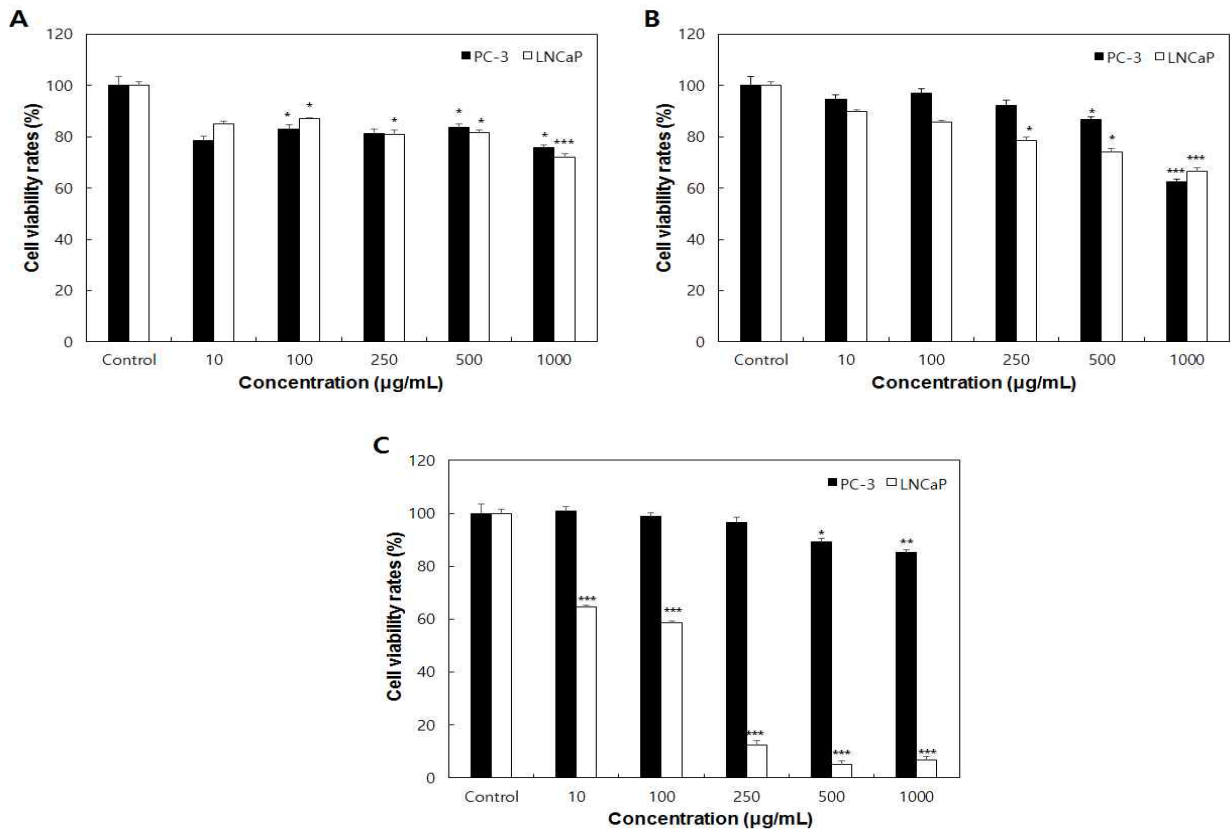 A
120
100
80
60
40
20
0
Cell viability rates (%)
PC-3 LNCaP
* * * * * * ***
Control 10 100 250 500 1000
Concentration (µg/mL)
B
120
100
80
60
40
20
0
Cell viability rates (%)
PC-3 LNCaP
* * * *** ***
Control 10 100 250 500 1000
Concentration (µg/mL)
C
120
100
80
60
40
20
0
Cell viability rates (%)
PC-3 LNCaP
*** *** *** * *** ** ***
Control 10 100 250 500 1000
Concentration (µg/mL)